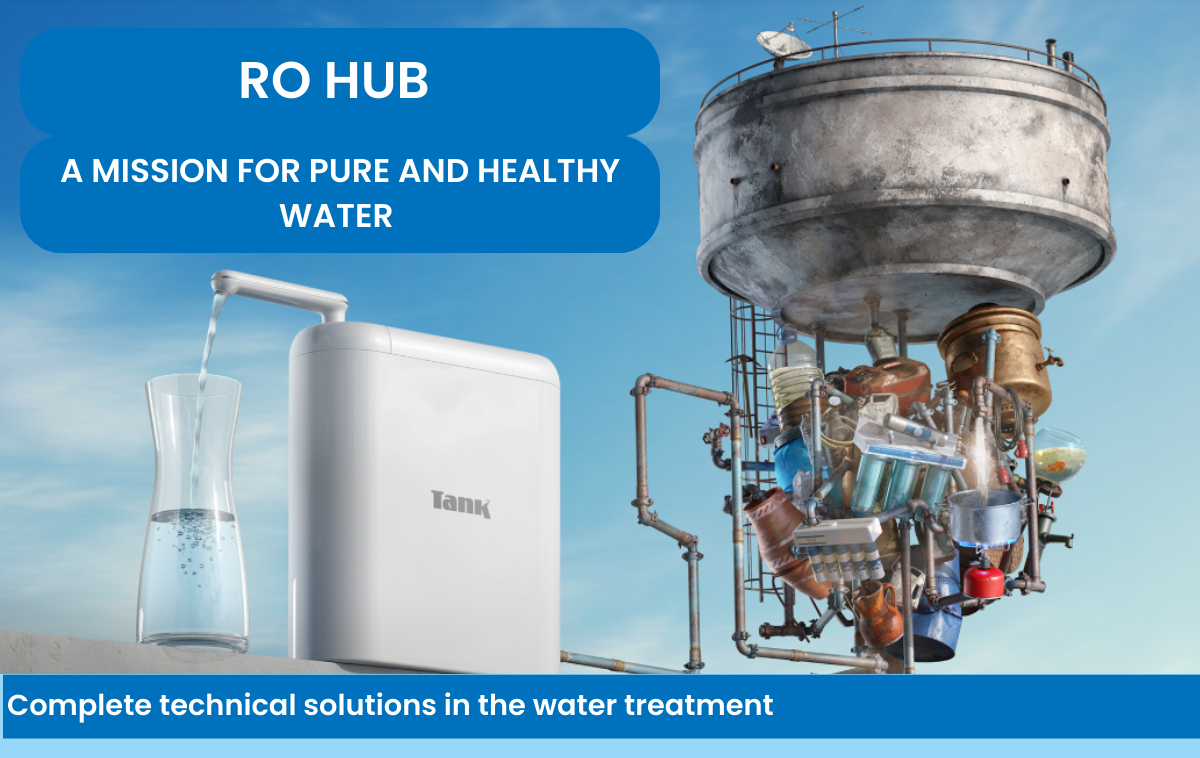 RO HUB
A MISSION FOR PURE AND HEALTHY
WATER
Tank
Complete technical solutions in the water treatment